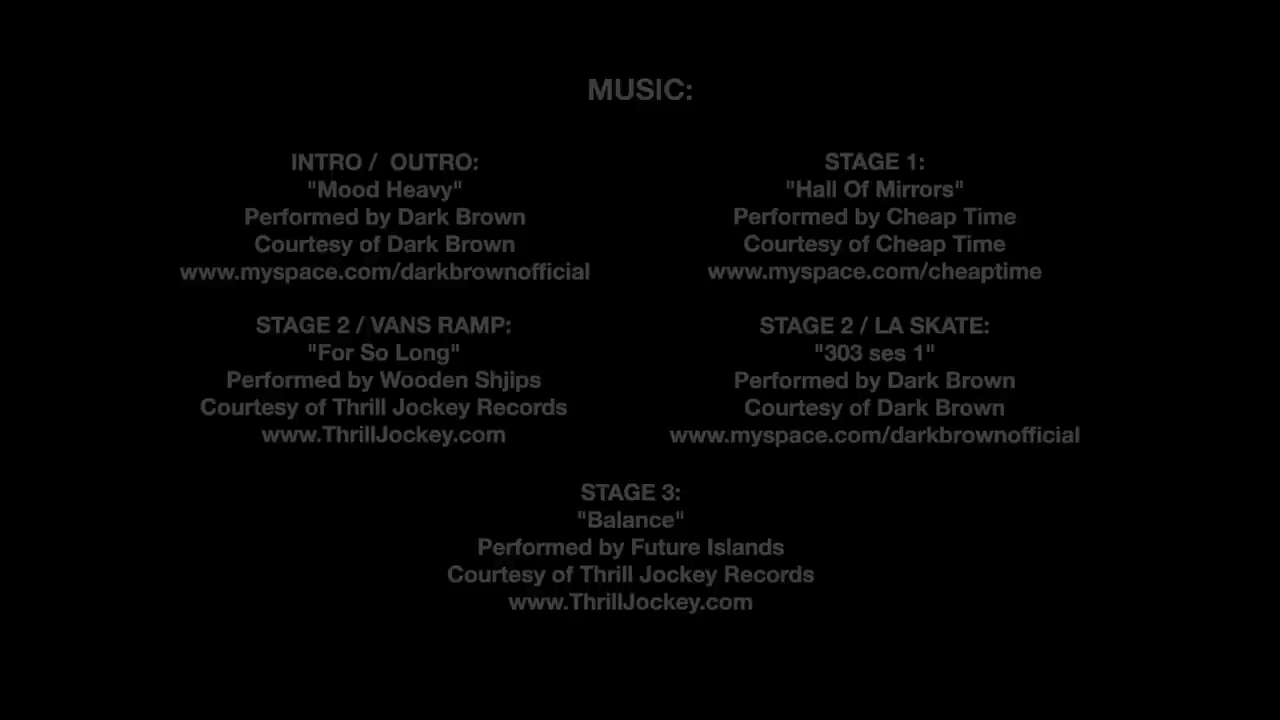 MUSIC:
INTRO /  OUTRO:
"Mood Heavy"
Performed by Dark Brown
Courtesy of Dark Brown
www.myspace.com/darkbrownofficial
STAGE 1:
"Hall Of Mirrors"
Performed by Cheap Time
Courtesy of Cheap Time
www.myspace.com/cheaptime
STAGE 2 / VANS RAMP:
"For So Long"
Performed by Wooden Shjips
Courtesy of Thrill Jockey Records
www.ThrillJockey.com
STAGE 2 / LA SKATE:
"303 ses 1"
Performed by Dark Brown
Courtesy of Dark Brown
www.myspace.com/darkbrownofficial
STAGE 3:
"Balance"
Performed by Future Islands
Courtesy of Thrill Jockey Records
www.ThrillJockey.com